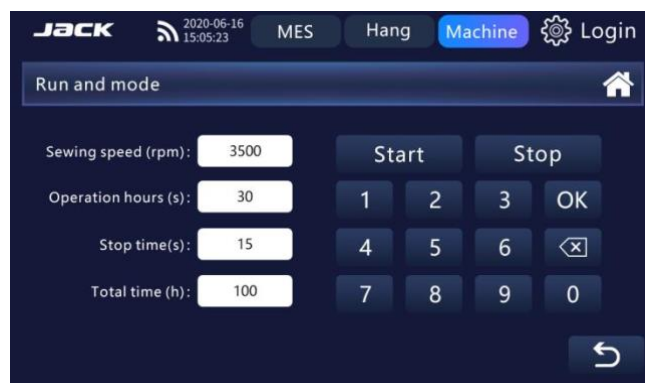 JACK
2020-06-16
15:05:23
MES
Hang
Machine
Login
Run and mode
Sewing speed (rpm): 3500
Operation hours (s): 30
Stop time(s): 15
Total time (h): 100
Start Stop
1 2 3 OK
4 5 6
7 8 9 0